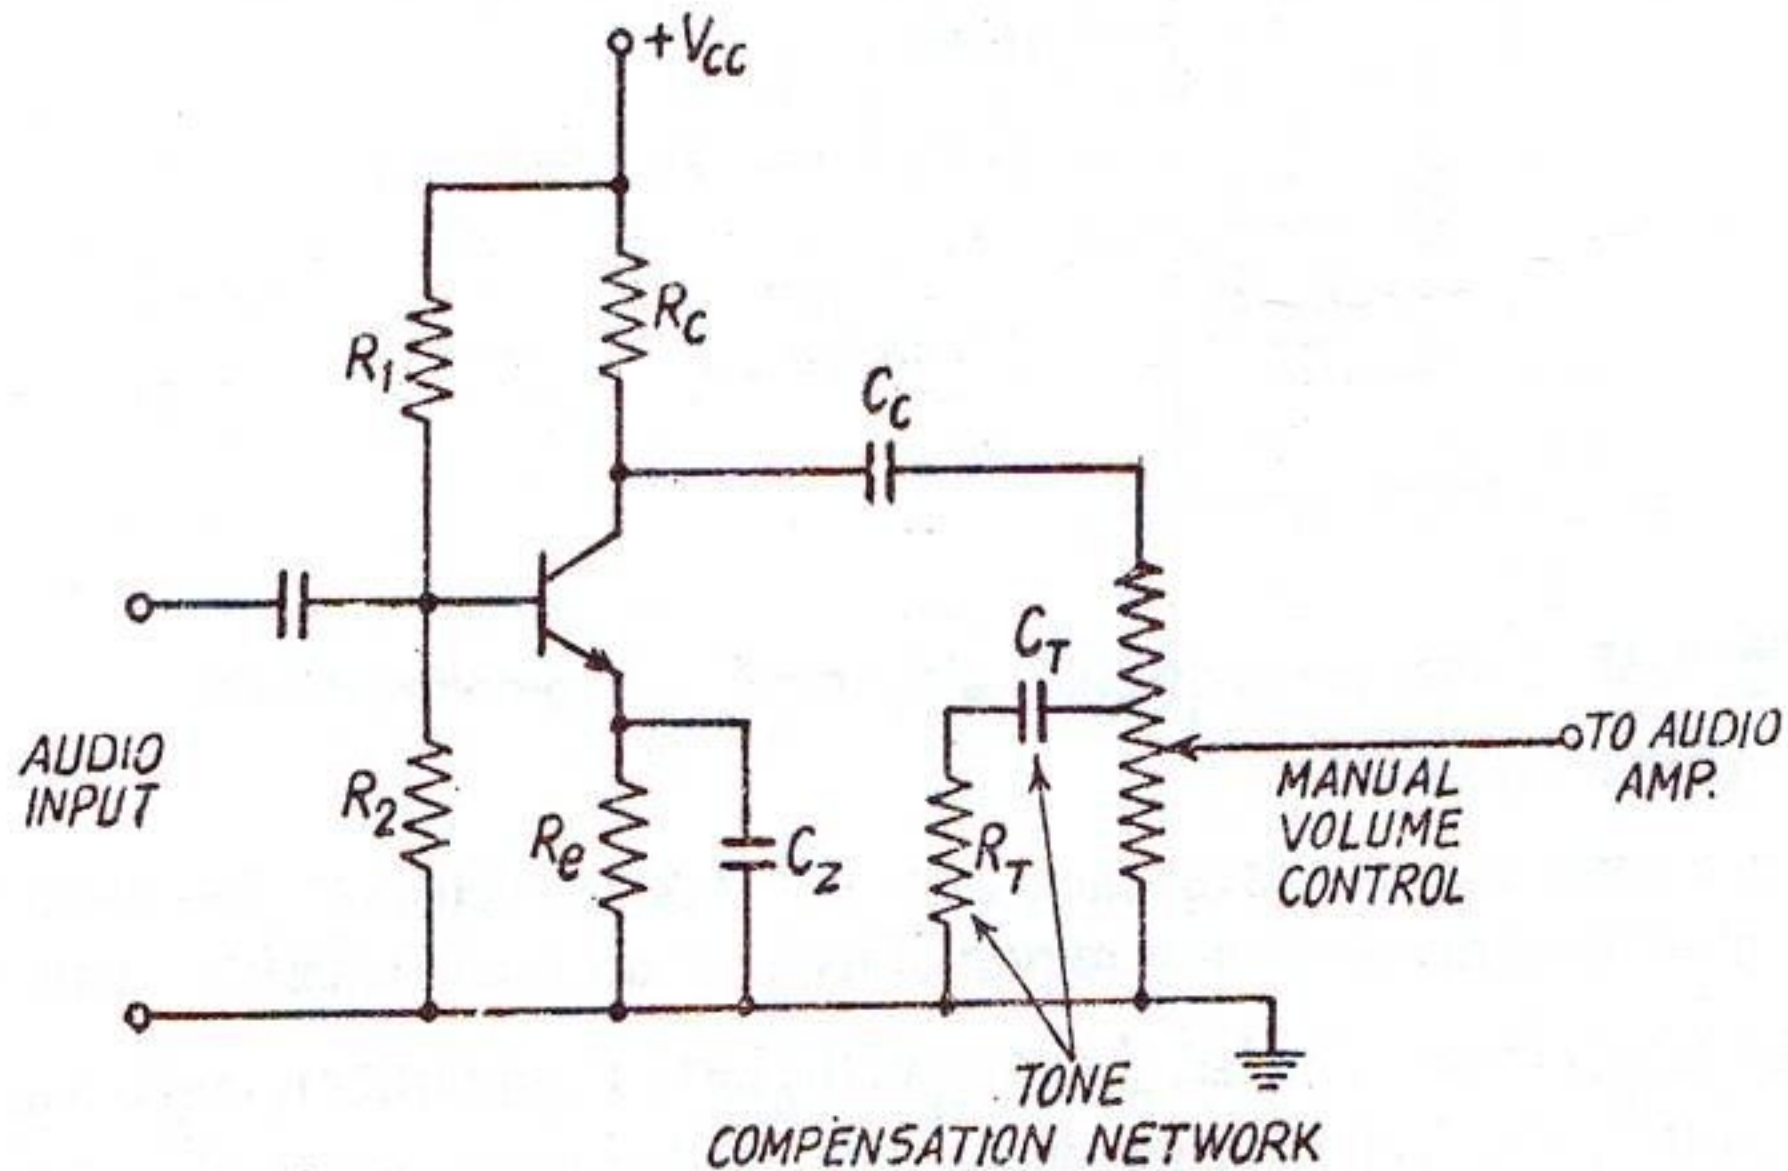 +VCC
R1
RC
CC
CT
AUDIO
INPUT
R2
Re
CZ
RT
MANUAL
VOLUME
CONTROL
TO AUDIO
AMP.
TONE
COMPENSATION NETWORK